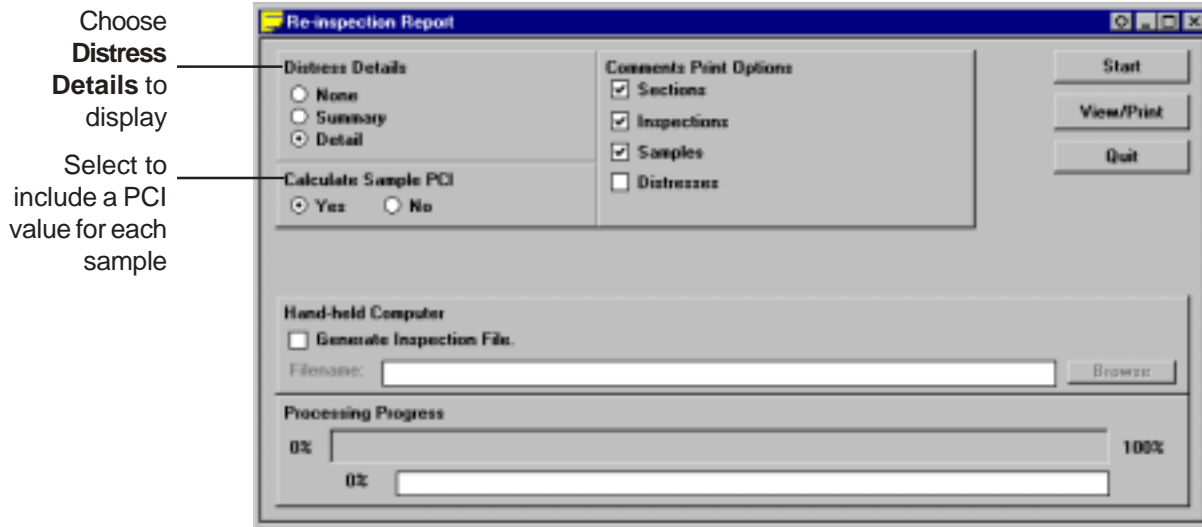 Choose
Distress
Details to
display
Select to
include a PCI
value for each
sample
Re-inspection Report
Distress Details
None
Summary
Detail
Calculate Sample PCI
Yes No
Comments Print Options
Sections
Inspections
Samples
Distresses
Start
View/Print
Quit
Hand-held Computer
Generate Inspection File.
Filename: Browse
Processing Progress
0% 100%
0%